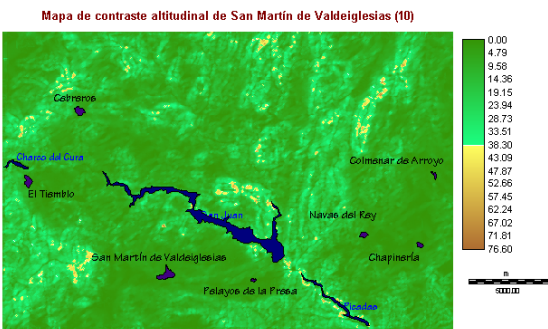 Mapa de contraste altitudinal de San Martín de Valdeiglesias (10)
Cebreros
Charco del Cura
El Tiemblo
Colmenar de Arroyo
San Juan
Navas del Rey
Chapinería
San Martín de Valdeiglesias
Pelayos de la Presa
Picadas
0.00
4.79
9.58
14.36
19.15
23.94
28.73
33.51
38.30
43.09
47.87
52.66
57.45
62.24
67.02
71.81
76.60
m
5000.00